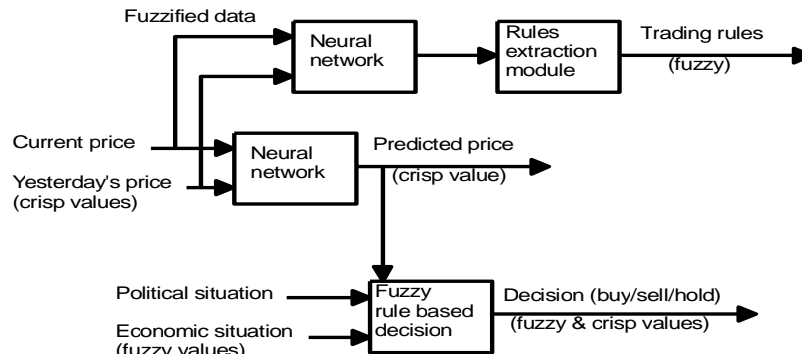 Fuzzified data
Neural
network
Rules
extraction
module
Trading rules
(fuzzy)
Current price
Yesterday's price
(crisp values)
Neural
network
Predicted price
(crisp value)
Political situation
Economic situation
(fuzzy values)
Fuzzy
rule based
decision
Decision (buy/sell/hold)
(fuzzy & crisp values)